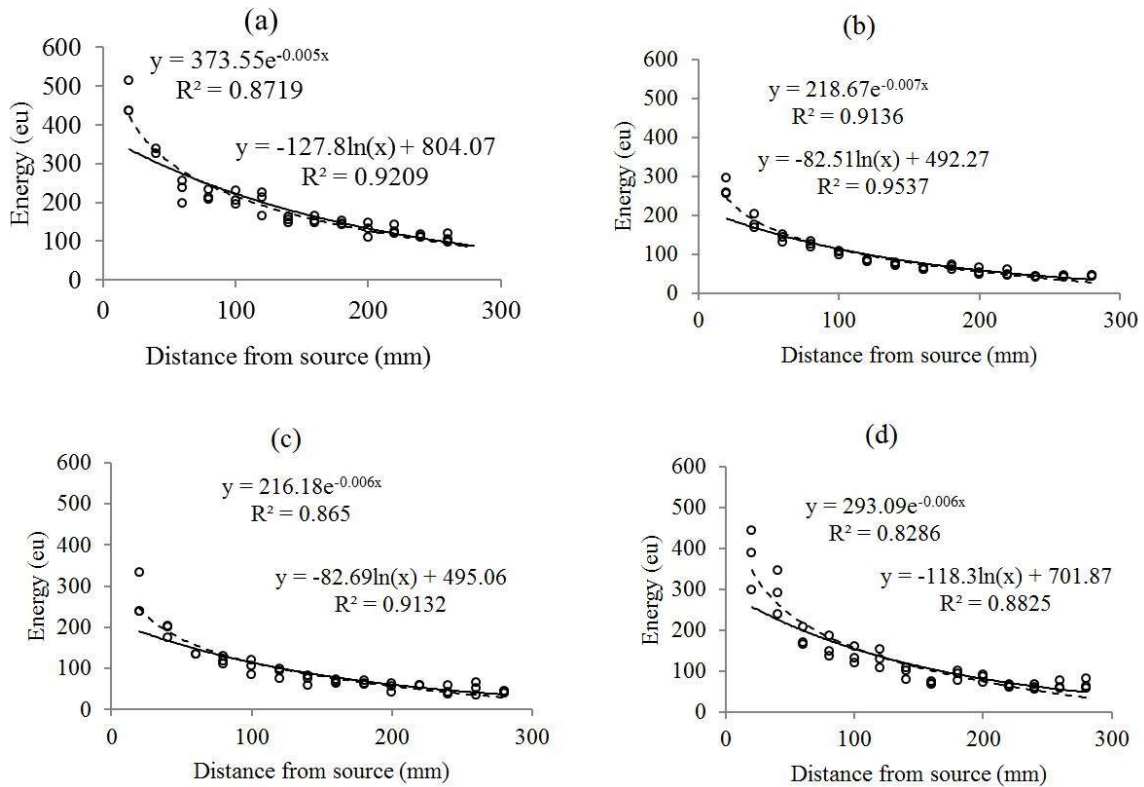 (a)
600
500
400
300
200
100
0
Energy (eu)
y = 373.55e^-0.005x
R² = 0.8719
y = -127.8ln(x) + 804.07
R² = 0.9209
0 100 200 300
Distance from source (mm)
(b)
600
500
400
300
200
100
0
Energy (eu)
y = 218.67e^-0.007x
R² = 0.9136
y = -82.51ln(x) + 492.27
R² = 0.9537
0 100 200 300
Distance from source (mm)
(c)
600
500
400
300
200
100
0
Energy (eu)
y = 216.18e^-0.006x
R² = 0.865
y = -82.69ln(x) + 495.06
R² = 0.9132
0 100 200 300
Distance from source (mm)
(d)
600
500
400
300
200
100
0
Energy (eu)
y = 293.09e^-0.006x
R² = 0.8286
y = -118.3ln(x) + 701.87
R² = 0.8825
0 100 200 300
Distance from source (mm)